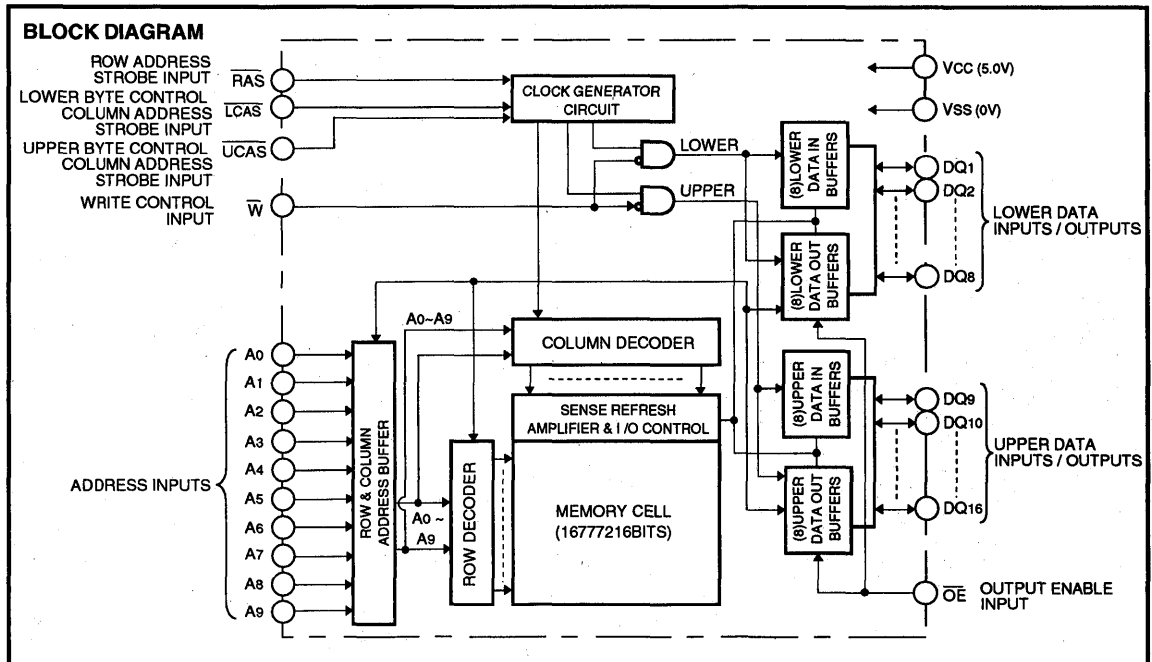 BLOCK DIAGRAM
ROW ADDRESS
STROBE INPUT
RAS
LOWER BYTE CONTROL
COLUMN ADDRESS
STROBE INPUT
LCAS
UPPER BYTE CONTROL
COLUMN ADDRESS
STROBE INPUT
UCAS
WRITE CONTROL
INPUT
W
CLOCK GENERATOR
CIRCUIT
LOWER
UPPER
(8)LOWER
DATA IN
BUFFERS
(8)LOWER
DATA OUT
BUFFERS
VCC (5.0V)
VSS (0V)
DQ1
DQ2
DQ8
LOWER DATA
INPUTS / OUTPUTS
ADDRESS INPUTS
A0
A1
A2
A3
A4
A5
A6
A7
A8
A9
ROW & COLUMN
ADDRESS BUFFER
A0~A9
A0 ~
A9
ROW DECODER
COLUMN DECODER
SENSE REFRESH
AMPLIFIER & I /O CONTROL
MEMORY CELL
(16777216BITS)
(8)UPPER
DATA IN
BUFFERS
(8)UPPER
DATA OUT
BUFFERS
DQ9
DQ10
DQ16
UPPER DATA
INPUTS / OUTPUTS
OE
OUTPUT ENABLE
INPUT